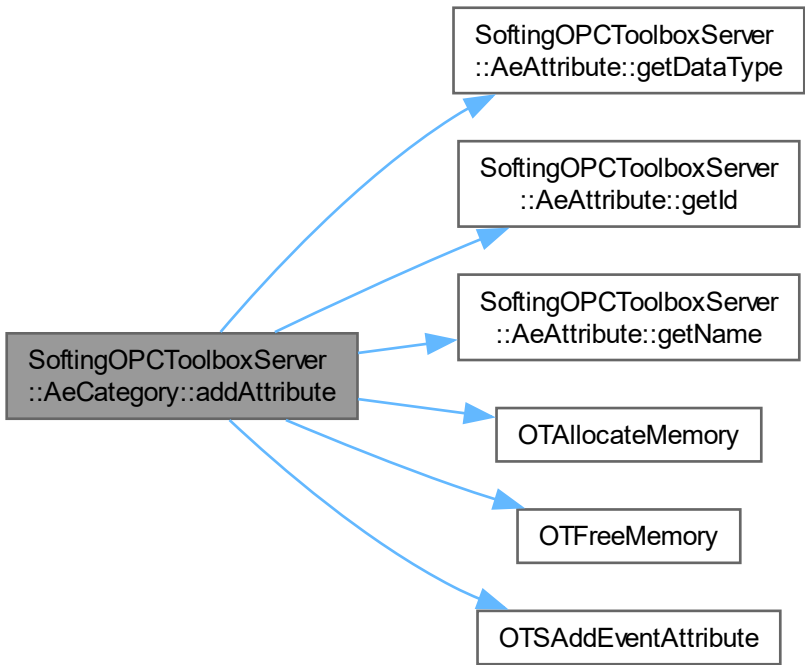 SoftingOPCToolboxServer
::AeAttribute::getDataType
SoftingOPCToolboxServer
::AeAttribute::getId
SoftingOPCToolboxServer
::AeAttribute::getName
SoftingOPCToolboxServer
::AeCategory::addAttribute
OTAllocateMemory
OTFreeMemory
OTSAddEventAttribute